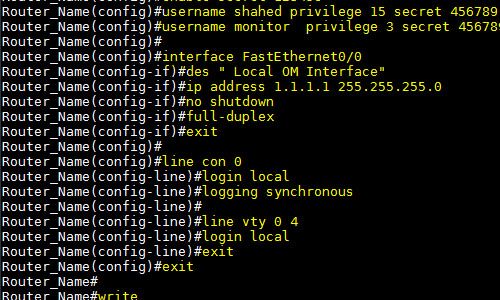 Router_Name(config)#username shahed privilege 15 secret 456789
Router_Name(config)#username monitor  privilege 3 secret 45678
Router_Name(config)#
Router_Name(config)#interface FastEthernet0/0
Router_Name(config-if)#des " Local OM Interface"
Router_Name(config-if)#ip address 1.1.1.1 255.255.255.0
Router_Name(config-if)#no shutdown
Router_Name(config-if)#full-duplex
Router_Name(config-if)#exit
Router_Name(config)#
Router_Name(config)#line con 0
Router_Name(config-line)#login local
Router_Name(config-line)#logging synchronous
Router_Name(config-line)#
Router_Name(config-line)#line vty 0 4
Router_Name(config-line)#login local
Router_Name(config-line)#exit
Router_Name(config)#exit
Router_Name#
Router_Name#write